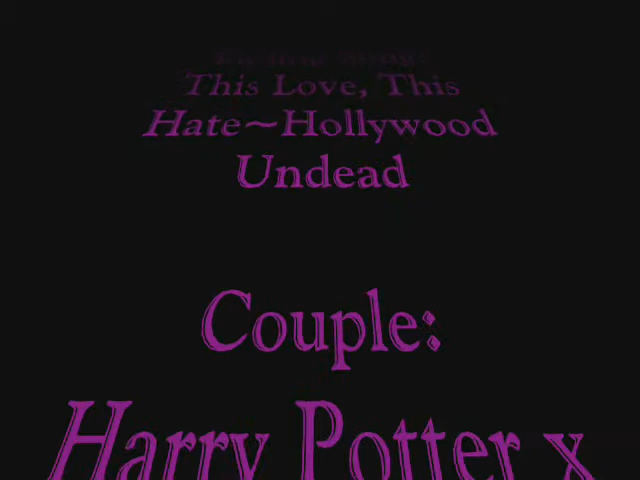 This Love, This
Hate~Hollywood
Undead
Couple:
Harry Potter x